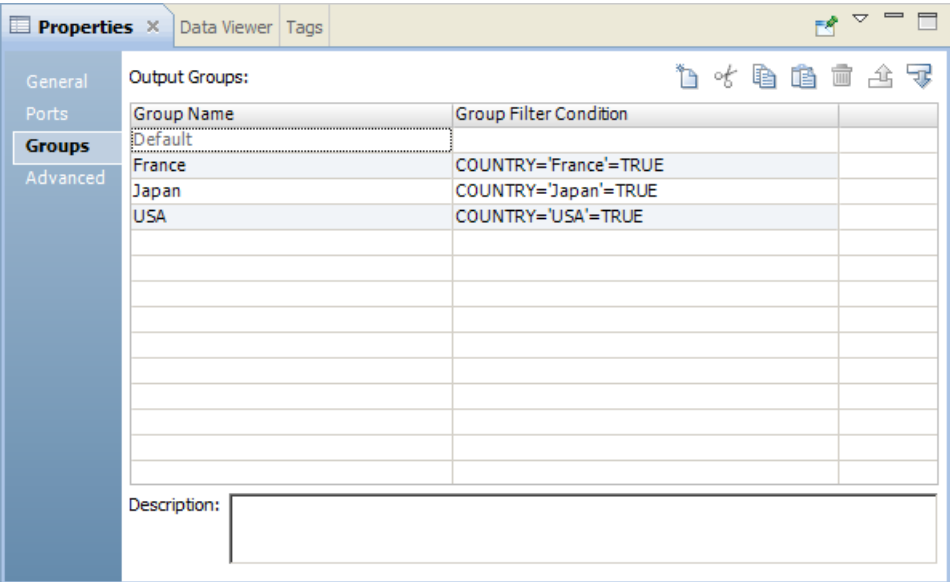 Properties Data Viewer Tags
General
Ports
Groups
Advanced
Output Groups:
Group Name Group Filter Condition
Default
France COUNTRY='France'=TRUE
Japan COUNTRY='Japan'=TRUE
USA COUNTRY='USA'=TRUE
Description: